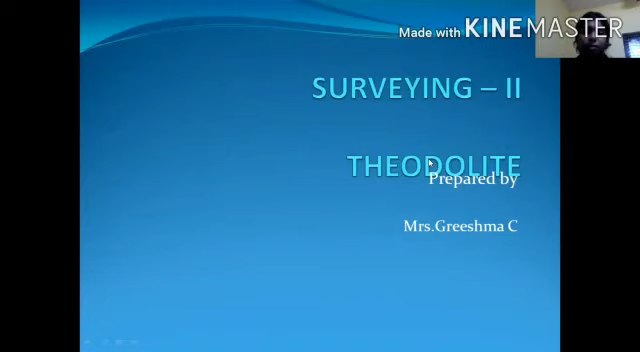 Made with KINEMASTER
SURVEYING – II
THEODOLITE
Prepared by
Mrs.Greeshma C